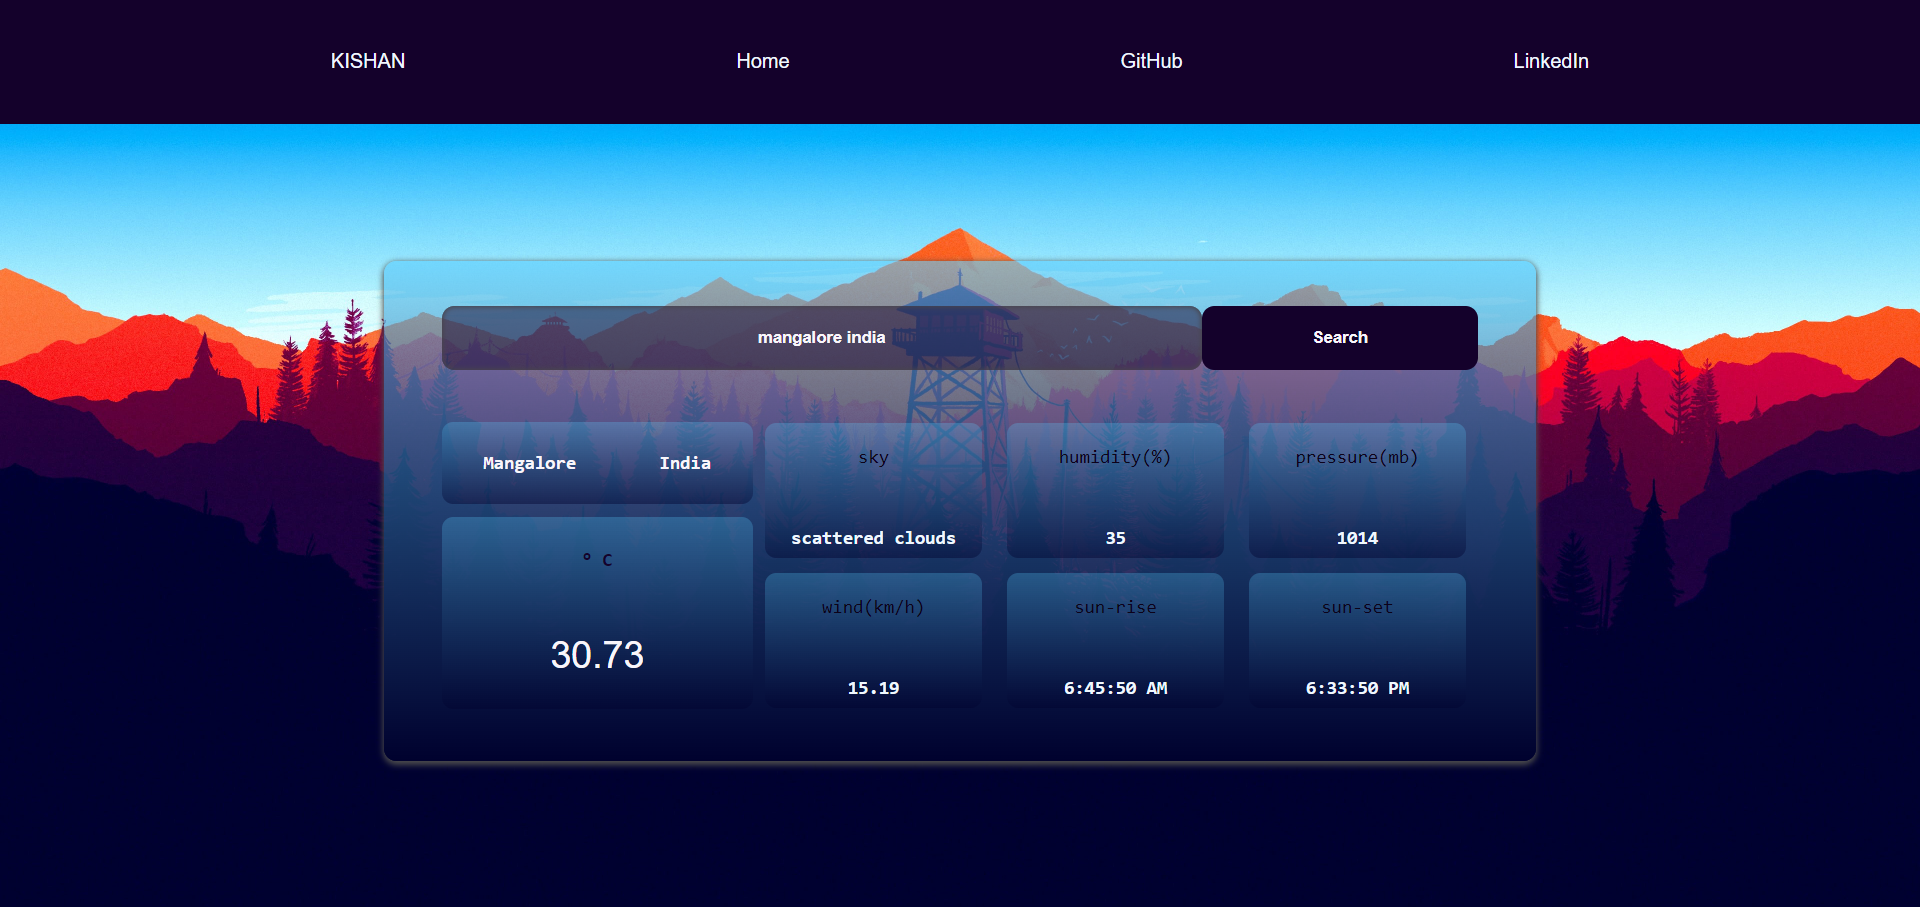 KISHAN Home GitHub LinkedIn
mangalore india Search
Mangalore India
° C
30.73
sky
scattered clouds
humidity(%)
35
pressure(mb)
1014
wind(km/h)
15.19
sun-rise
6:45:50 AM
sun-set
6:33:50 PM